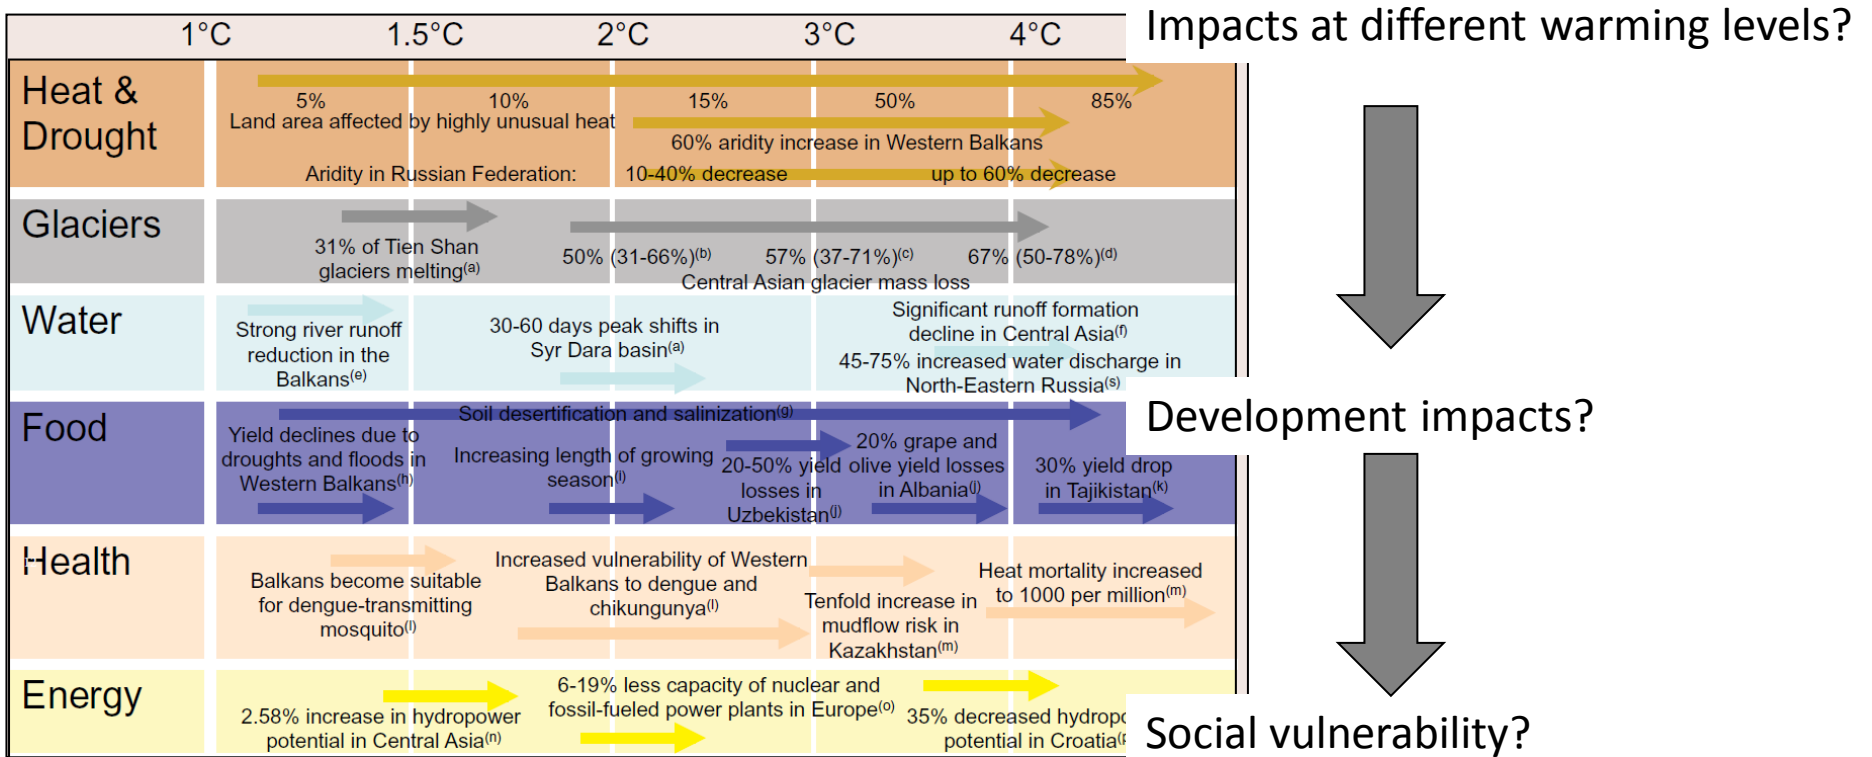 1°C 1.5°C 2°C 3°C 4°C
Impacts at different warming levels?
Heat &
Drought
5% 10% 15% 50% 85%
Land area affected by highly unusual heat
60% aridity increase in Western Balkans
Aridity in Russian Federation: 10-40% decrease up to 60% decrease
Glaciers
31% of Tien Shan
glaciers melting(a)
50% (31-66%)(b) 57% (37-71%)(c) 67% (50-78%)(d)
Central Asian glacier mass loss
Water
Strong river runoff
reduction in the
Balkans(e)
30-60 days peak shifts in
Syr Dara basin(a)
Significant runoff formation
decline in Central Asia(f)
45-75% increased water discharge in
North-Eastern Russia(s)
Development impacts?
Food
Soil desertification and salinization(g)
Yield declines due to
droughts and floods in
Western Balkans(h)
Increasing length of growing
season(i)
20-50% yield
losses in
Uzbekistan(j)
20% grape and
olive yield losses
in Albania(j)
30% yield drop
in Tajikistan(k)
Health
Balkans become suitable
for dengue-transmitting
mosquito(l)
Increased vulnerability of Western
Balkans to dengue and
chikungunya(l)
Tenfold increase in
mudflow risk in
Kazakhstan(m)
Heat mortality increased
to 1000 per million(m)
Energy
2.58% increase in hydropower
potential in Central Asia(n)
6-19% less capacity of nuclear and
fossil-fueled power plants in Europe(o)
35% decreased hydropo
potential in Croatia(p
Social vulnerability?